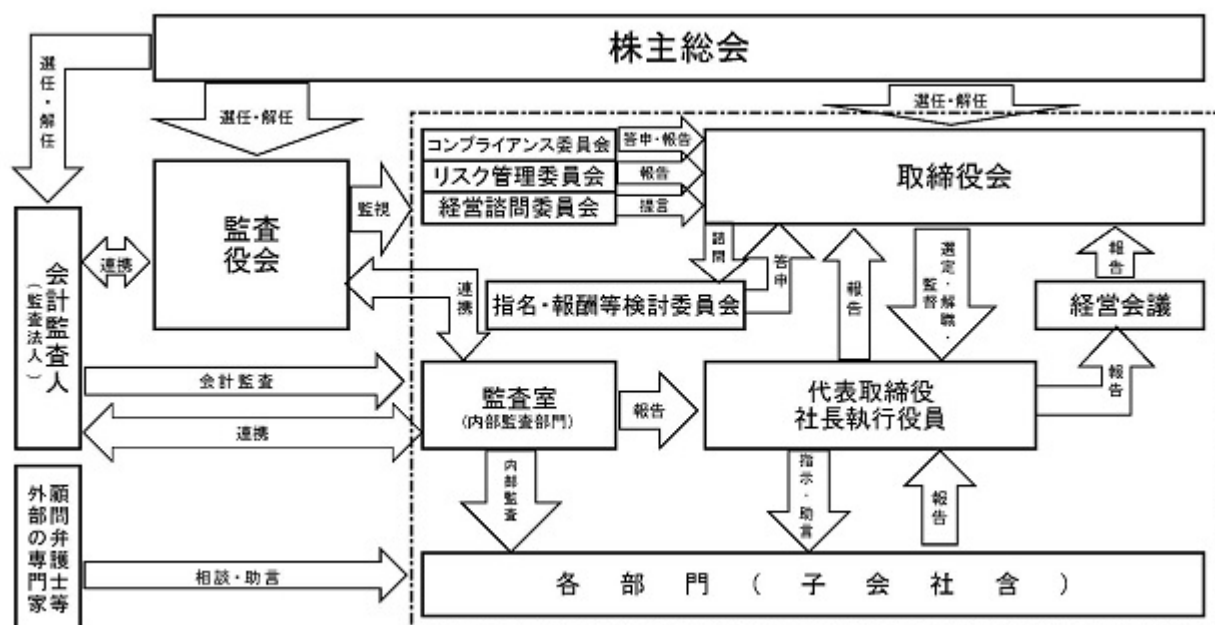 株主総会
選任・解任
選任・解任
選任・解任
コンプライアンス委員会
答申・報告
リスク管理委員会
報告
経営諮問委員会
提言
取締役会
監査
役会
監視
会計監査人
（監査法人）
連携
連携
諮問
答申
指名・報酬等検討委員会
報告
選定・解職・
監督
報告
経営会議
会計監査
監査室
(内部監査部門)
報告
代表取締役
社長執行役員
報告
連携
内部監査
指示・助言
報告
顧問弁護士等
外部の専門家
相談・助言
各部門（子会社含）